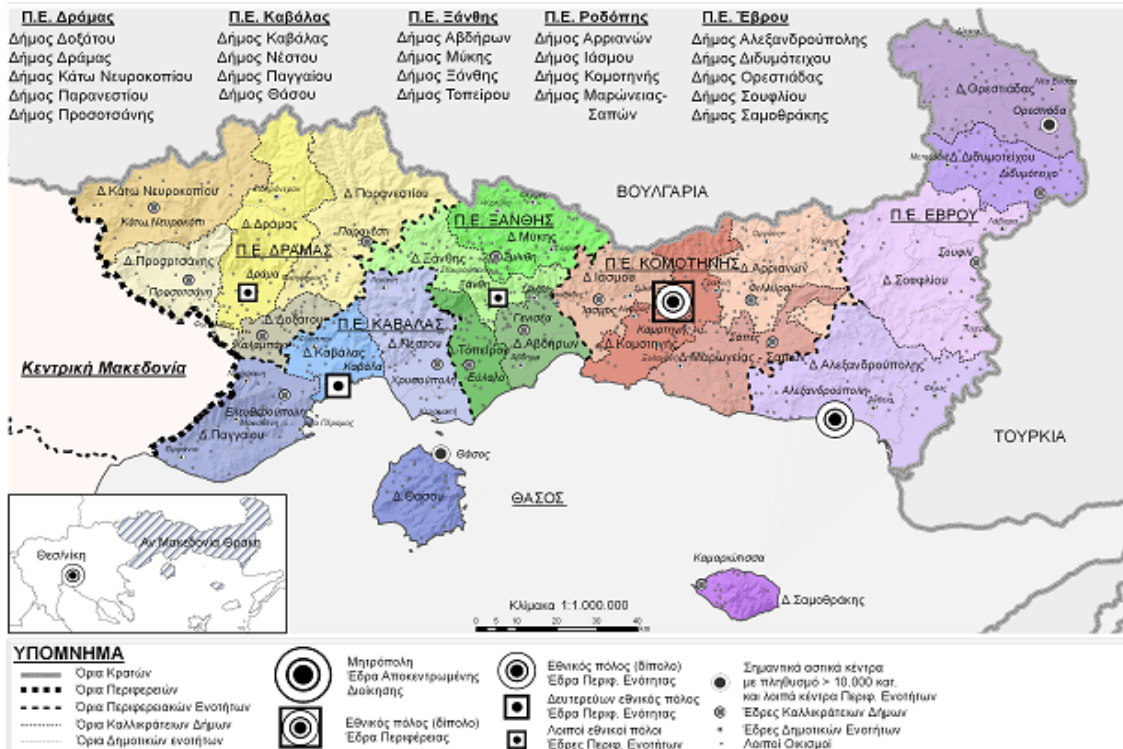 Π.Ε. Δράμας
Δήμος Δοξάτου
Δήμος Δράμας
Δήμος Κάτω Νευροκοπίου
Δήμος Παρανεστίου
Δήμος Προσοτσάνης
Π.Ε. Καβάλας
Δήμος Καβάλας
Δήμος Νέστου
Δήμος Παγγαίου
Δήμος Θάσου
Π.Ε. Ξάνθης
Δήμος Αβδήρων
Δήμος Μύκης
Δήμος Ξάνθης
Δήμος Τοπείρου
Π.Ε. Ροδόπης
Δήμος Αρριανών
Δήμος Ιάσμου
Δήμος Κομοτηνής
Δήμος Μαρώνειας-
Σαπών
Π.Ε. Έβρου
Δήμος Αλεξανδρούπολης
Δήμος Διδυμότειχου
Δήμος Ορεστιάδας
Δήμος Σουφλίου
Δήμος Σαμοθράκης
Δ.Ορεστιάδας
Ορεστιάδα
Δ.Διδυμοτείχου
Διδυμότειχο
ΒΟΥΛΓΑΡΙΑ
Π.Ε. ΕΒΡΟΥ
Δ.Κάτω Νευροκοπίου
Κάτω Νευροκόπι
Δ.Παρανεστίου
Παρανέστι
Δ.Δράμας
Π.Ε. ΔΡΑΜΑΣ
Δράμα
Δ.Προσοτσάνης
Προσοτσάνη
Δ.Δοξάτου
Π.Ε. ΞΑΝΘΗΣ
Δ.Μύκης
Δ.Ξάνθης
Ξάνθη
Π.Ε. ΚΟΜΟΤΗΝΗΣ
Δ.Ιάσμου
Ίασμος
Δ.Αρριανών
Φιλλύρα
Δ.Σουφλίου
Σουφλί
Π.Ε. ΚΑΒΑΛΑΣ
Δ.Καβάλας
Καβάλα
Δ.Νέστου
Χρυσούπολη
Δ.Τοπείρου
Εύλαλο
Γενισέα
Δ.Αβδήρων
Κομοτηνής
Δ.Κομοτηνής
Σάπες
Δ.Μαρώνειας - Σαπών
Δ.Αλεξανδρούπολης
Αλεξανδρούπολη
Κεντρική Μακεδονία
Ελευθερούπολη
Δ.Παγγαίου
ΤΟΥΡΚΙΑ
Θάσος
Δ.Θάσου
ΘΑΣΟΣ
Καμαριώτισσα
Δ.Σαμοθράκης
Αν Μακεδονία Θράκη
Θεσ/νίκη
Κλίμακα 1:1.000.000
0 5 10 20 30 40
ΥΠΟΜΝΗΜΑ
Όρια Κρατών
Όρια Περιφερειών
Όρια Περιφερειακών Ενοτήτων
Όρια Καλλικράτειων Δήμων
Όρια Δημοτικών ενοτήτων
Μητρόπολη
Έδρα Αποκεντρωμένης
Διοίκησης
Εθνικός πόλος (δίπολο)
Έδρα Περιφέρειας
Εθνικός πόλος (δίπολο)
Έδρα Περιφ. Ενότητας
Δευτερεύων εθνικός πόλος
Έδρα Περιφ. Ενότητας
Λοιποί εθνικοί πόλοι
Έδρες Περιφ. Ενοτήτων
Σημαντικά αστικά κέντρα
με πληθυσμό > 10.000 κατ.
και λοιπά κέντρα Περιφ. Ενοτήτων
Έδρες Καλλικράτειων Δήμων
Έδρες Δημοτικών Ενοτήτων
Λοιποί Οικισμοί